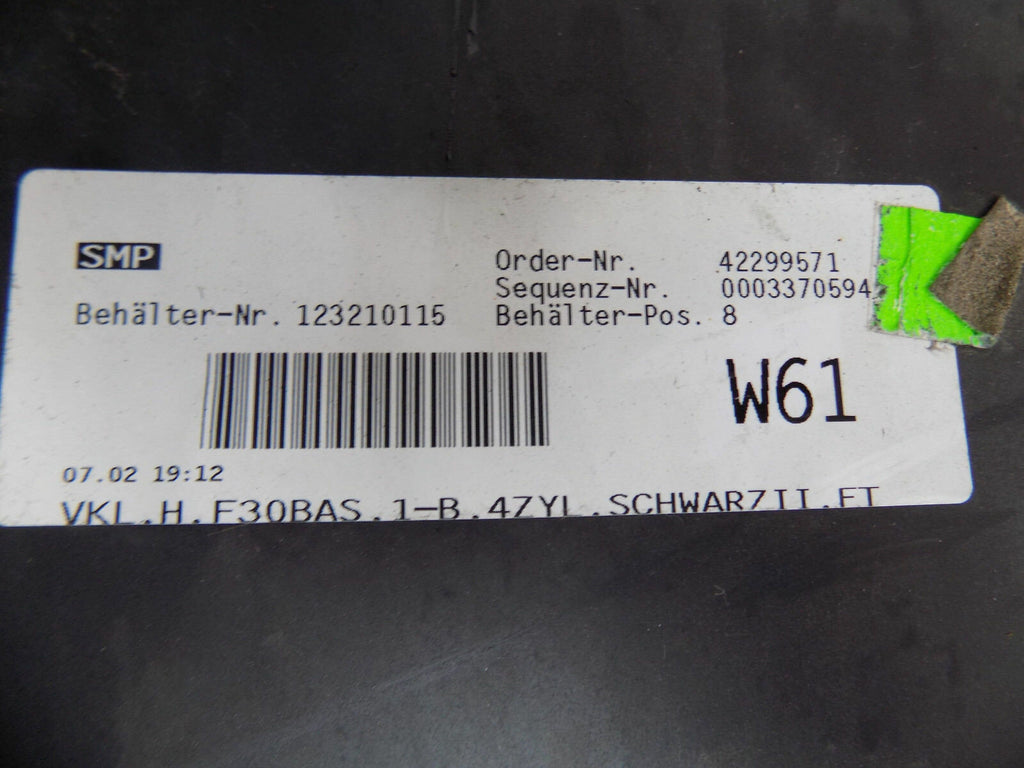 SMP
Order-Nr. 42299571
Sequenz-Nr. 0003370594
Behälter-Nr. 123210115 Behälter-Pos. 8
W61
07.02 19:12
VKL.H.F30BAS.1-B.4ZYL.SCHWARZII.FT